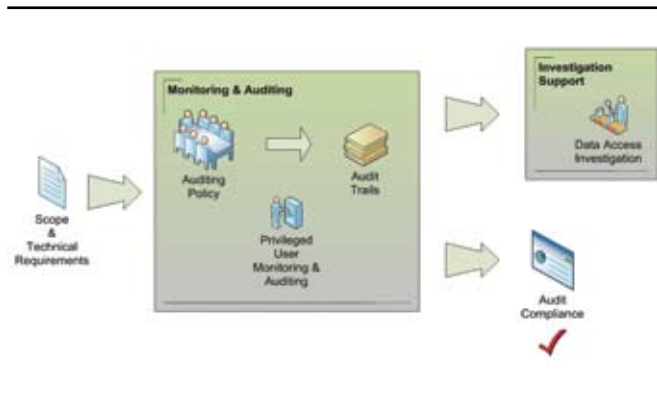 Monitoring & Auditing
Auditing
Policy
Audit
Trails
Privileged
User
Monitoring &
Auditing
Scope
&
Technical
Requirements
Investigation
Support
Data Access
Investigation
Audit
Compliance